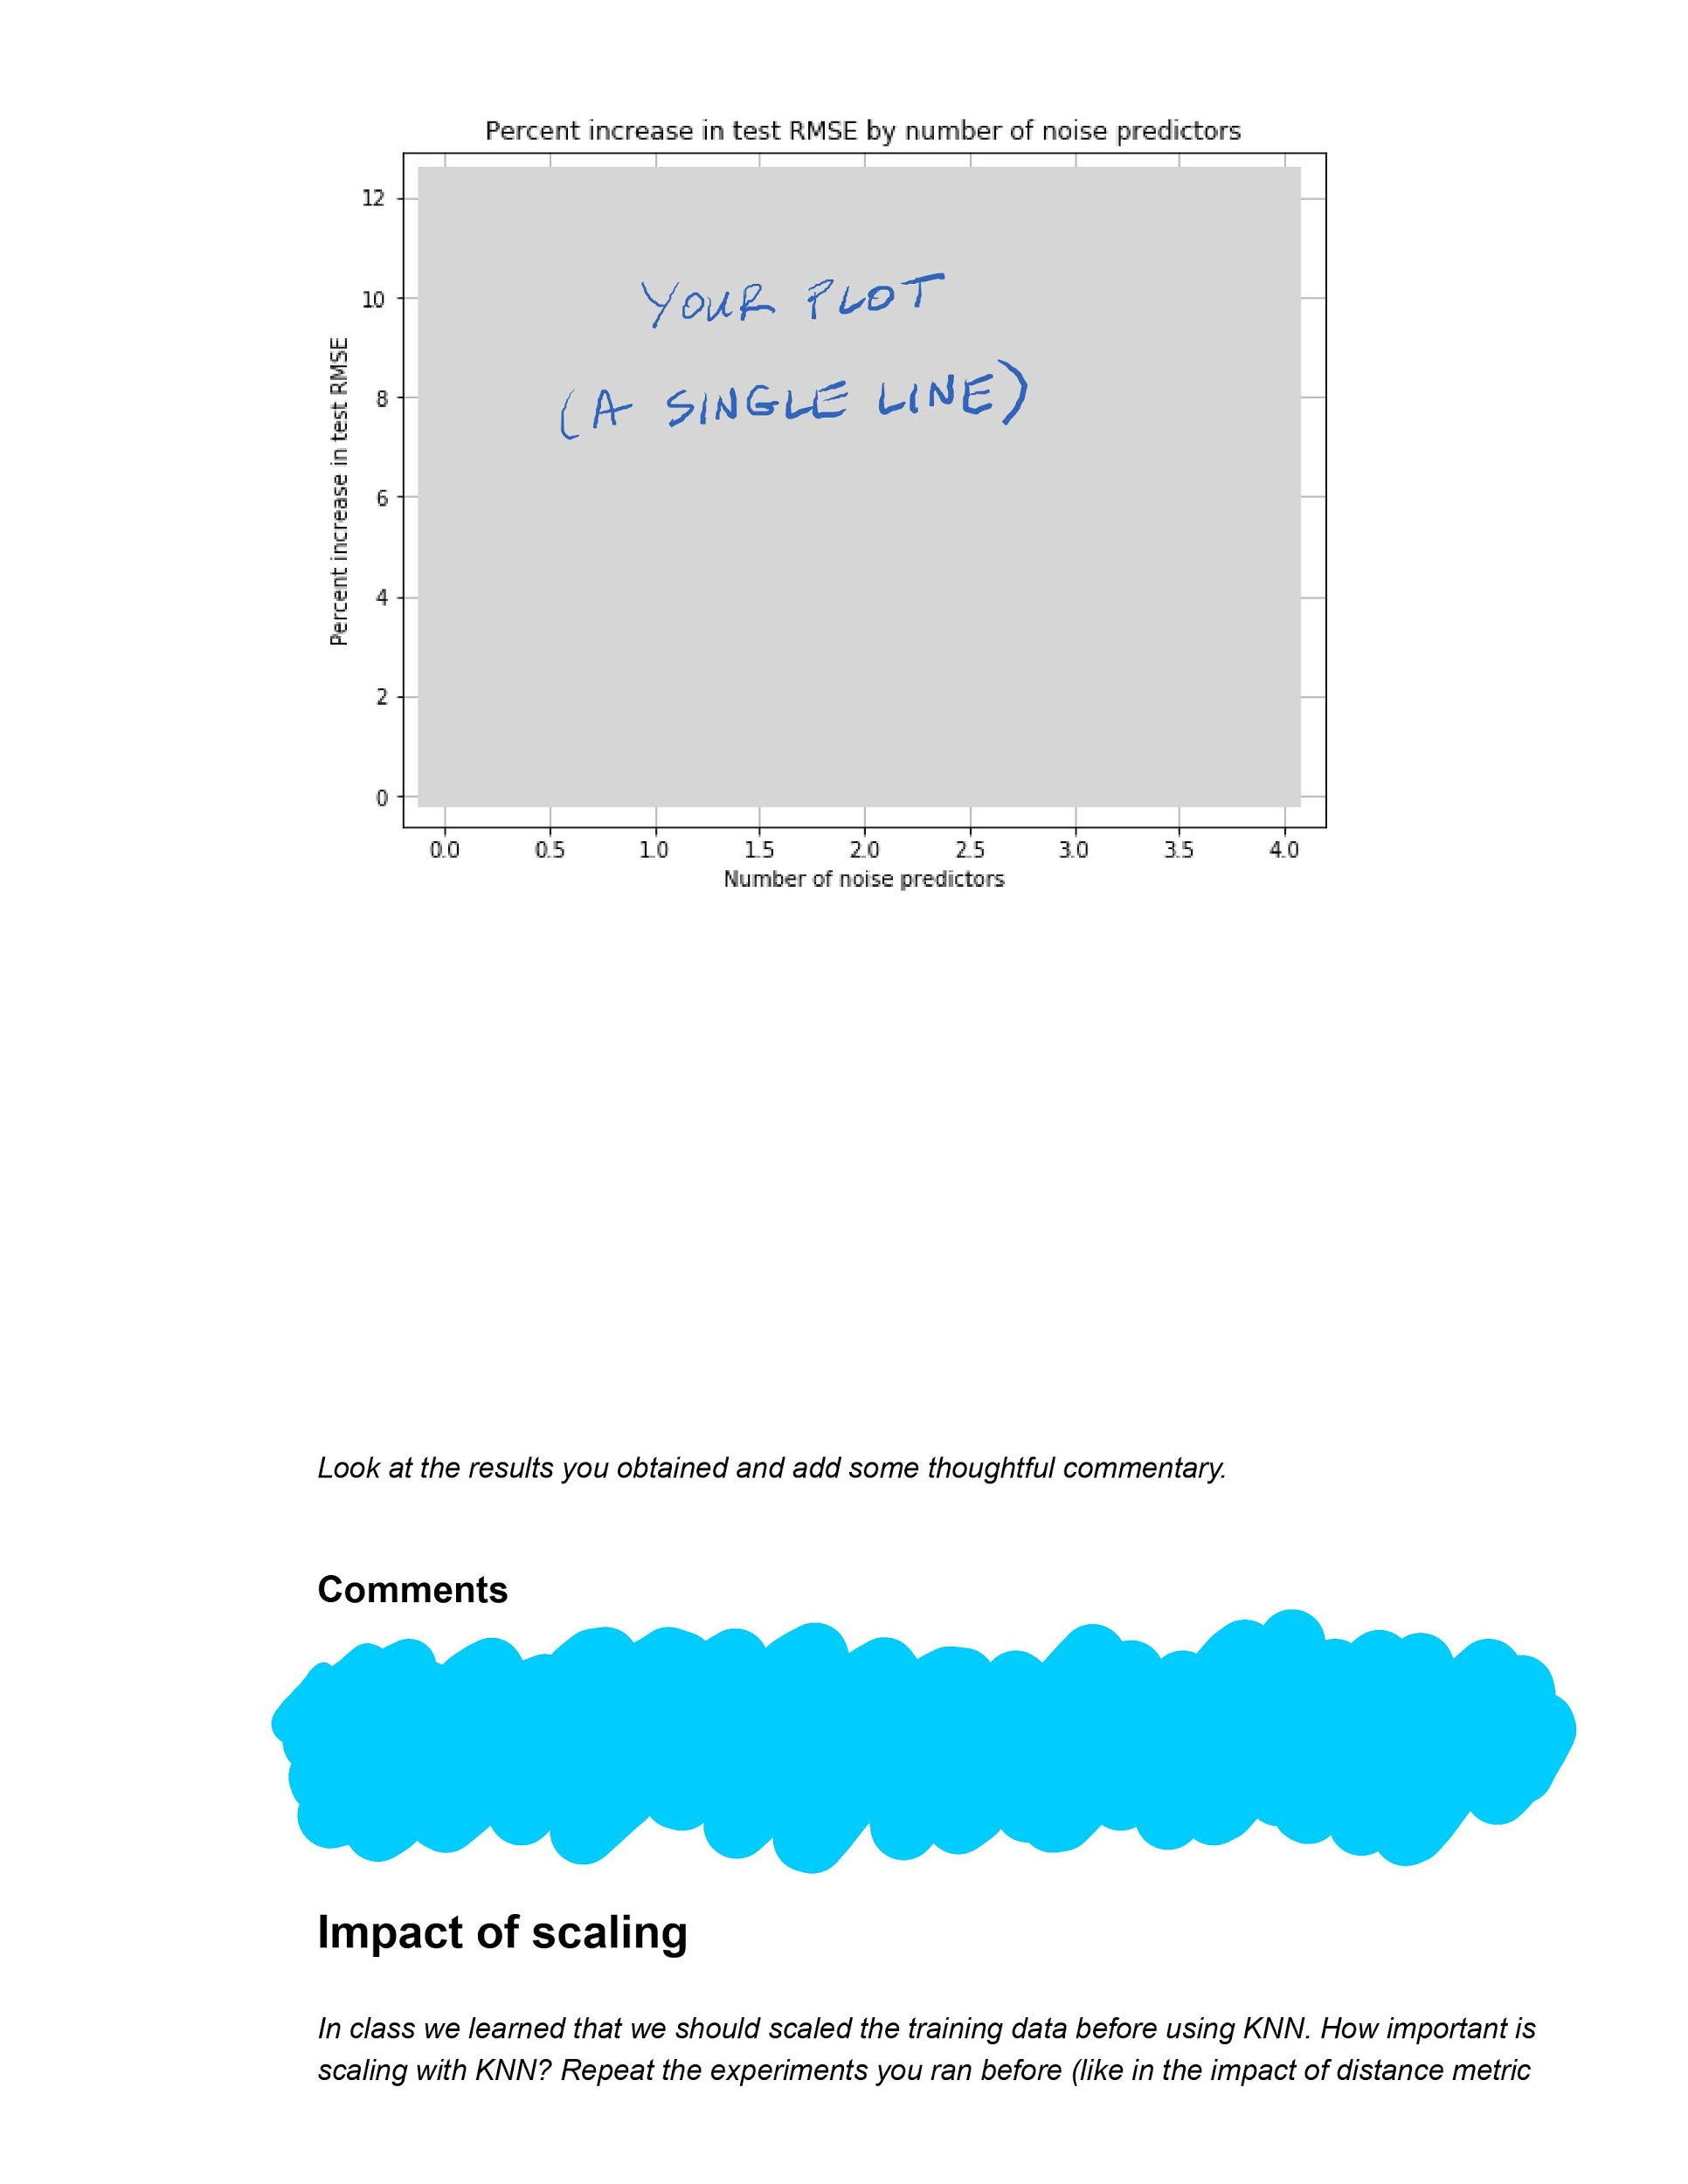 Percent increase in test RMSE by number of noise predictors
12
10
8
6
4
2
0
Percent increase in test RMSE
YOUR PLOT
(A SINGLE LINE)
0.0 0.5 1.0 1.5 2.0 2.5 3.0 3.5 4.0
Number of noise predictors
Look at the results you obtained and add some thoughtful commentary.
Comments
Impact of scaling
In class we learned that we should scaled the training data before using KNN. How important is
scaling with KNN? Repeat the experiments you ran before (like in the impact of distance metric